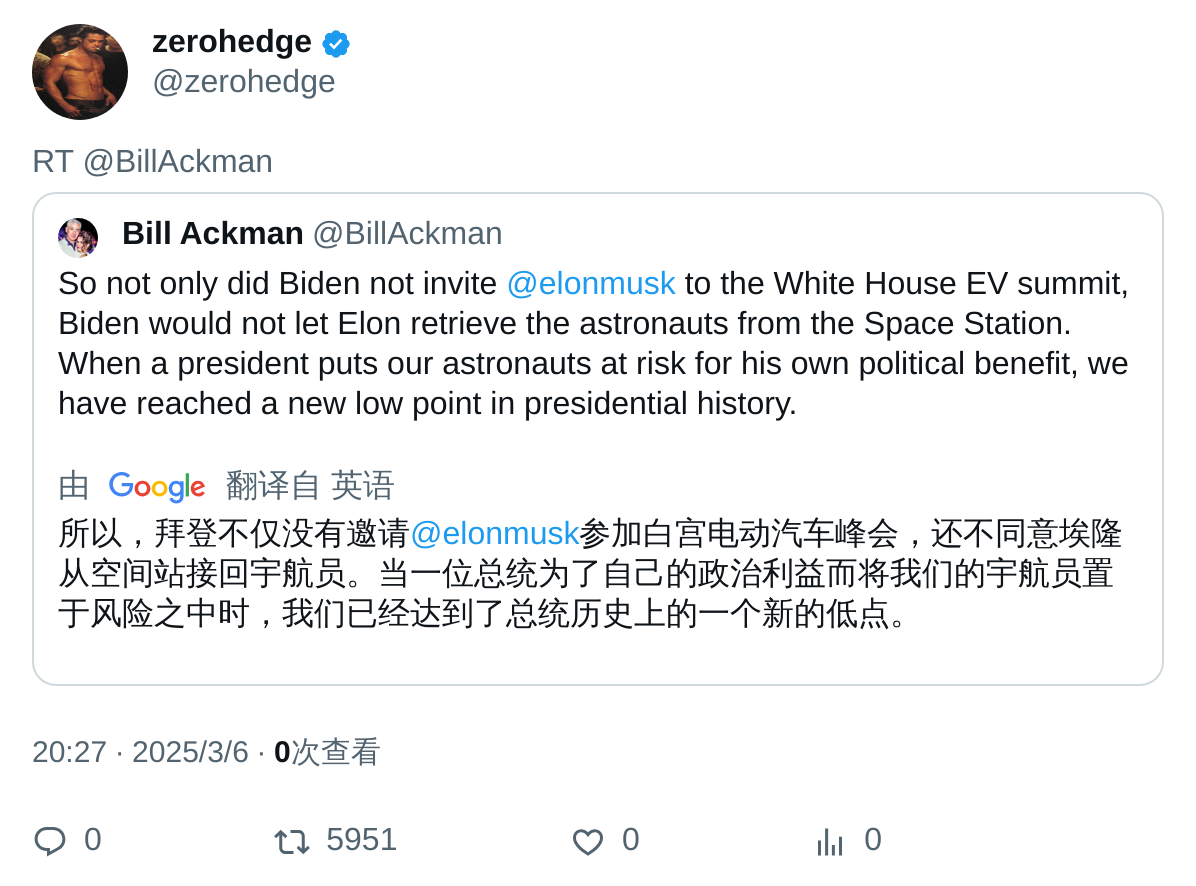 zerohedge
@zerohedge
RT @BillAckman
Bill Ackman @BillAckman
So not only did Biden not invite @elonmusk to the White House EV summit,
Biden would not let Elon retrieve the astronauts from the Space Station.
When a president puts our astronauts at risk for his own political benefit, we
have reached a new low point in presidential history.
由 Google 翻译自 英语
所以，拜登不仅没有邀请@elonmusk参加白宫电动汽车峰会，还不同意埃隆
从空间站接回宇航员。当一位总统为了自己的政治利益而将我们的宇航员置
于风险之中时，我们已经达到了总统历史上的一个新的低点。
20:27 · 2025/3/6 · 0次查看
0 5951 0 0